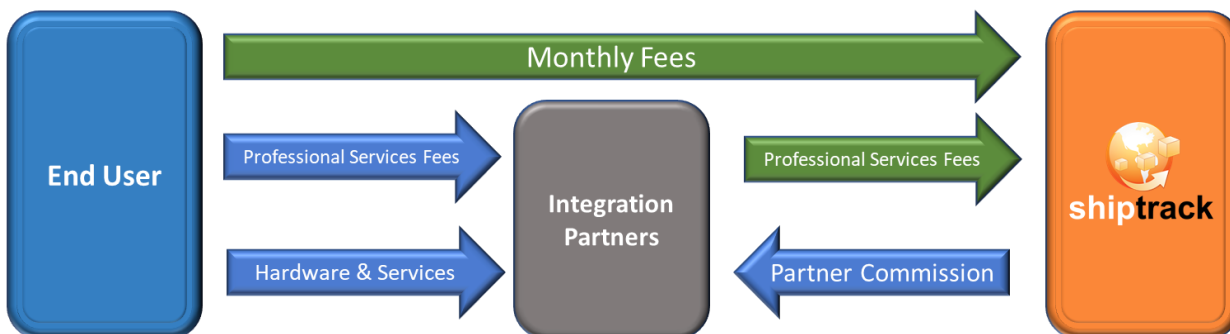 Monthly Fees
End User
Professional Services Fees
Integration
Partners
Professional Services Fees
shiptrack
Hardware & Services
Partner Commission